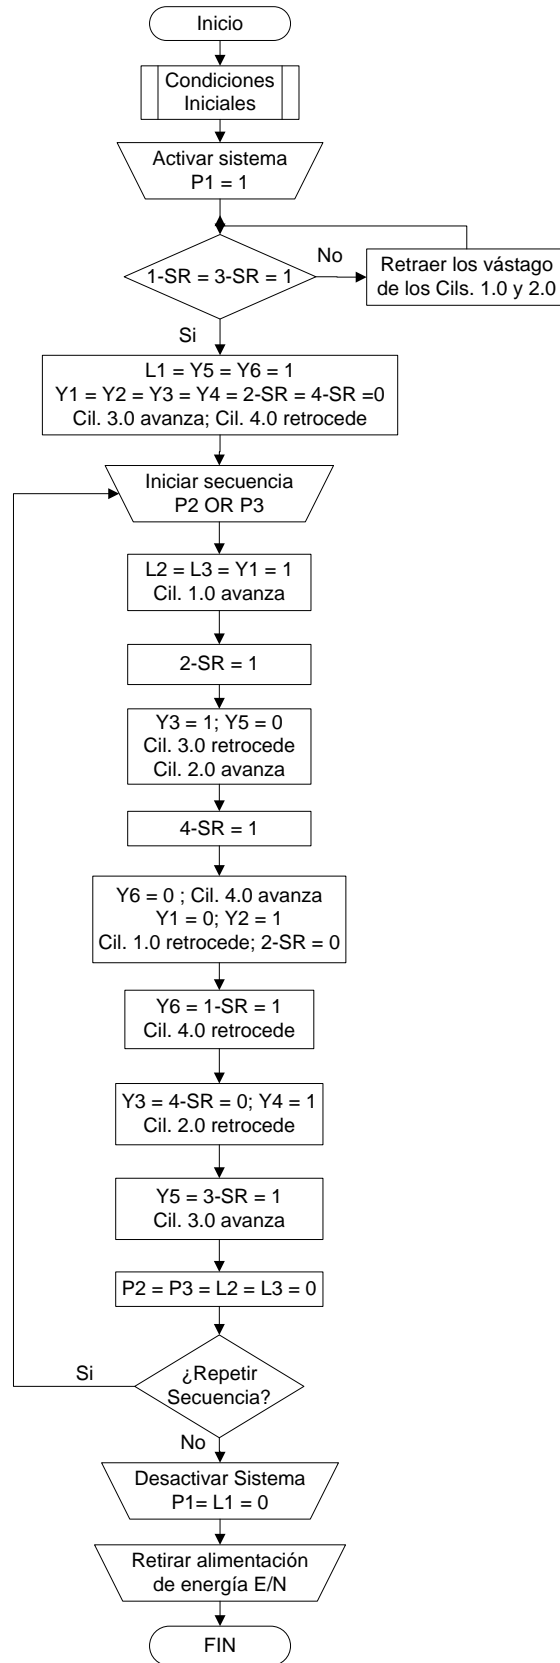 Inicio
Condiciones
Iniciales
Activar sistema
P1 = 1
1-SR = 3-SR = 1
No
Retraer los vástago
de los Cils. 1.0 y 2.0
Si
L1 = Y5 = Y6 = 1
Y1 = Y2 = Y3 = Y4 = 2-SR = 4-SR =0
Cil. 3.0 avanza; Cil. 4.0 retrocede
Iniciar secuencia
P2 OR P3
L2 = L3 = Y1 = 1
Cil. 1.0 avanza
2-SR = 1
Y3 = 1; Y5 = 0
Cil. 3.0 retrocede
Cil. 2.0 avanza
4-SR = 1
Y6 = 0 ; Cil. 4.0 avanza
Y1 = 0; Y2 = 1
Cil. 1.0 retrocede; 2-SR = 0
Y6 = 1-SR = 1
Cil. 4.0 retrocede
Y3 = 4-SR = 0; Y4 = 1
Cil. 2.0 retrocede
Y5 = 3-SR = 1
Cil. 3.0 avanza
P2 = P3 = L2 = L3 = 0
¿Repetir
Secuencia?
Si
No
Desactivar Sistema
P1= L1 = 0
Retirar alimentación
de energía E/N
FIN